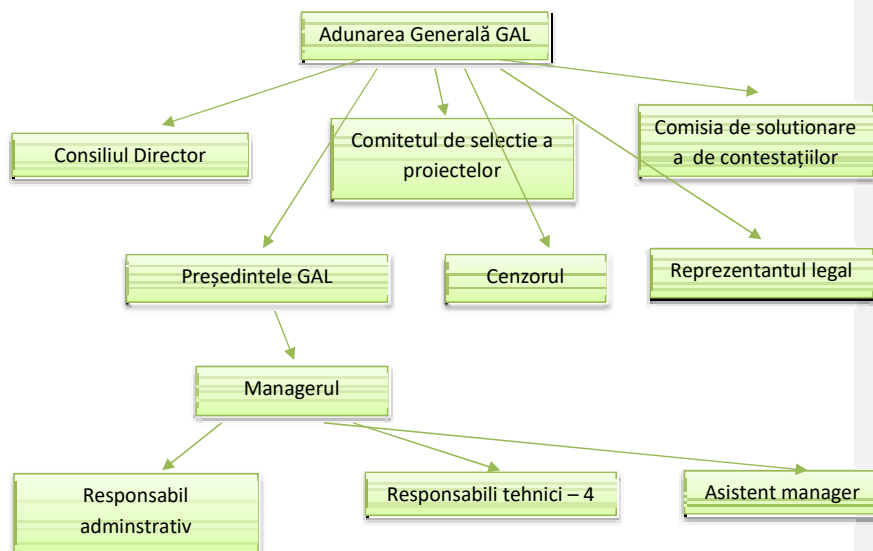 Adunarea Generală GAL
Consiliul Director
Comitetul de selectie a
proiectelor
Comisia de solutionare
a de contestațiilor
Președintele GAL
Cenzorul
Reprezentantul legal
Managerul
Responsabil
adminstrativ
Responsabili tehnici – 4
Asistent manager